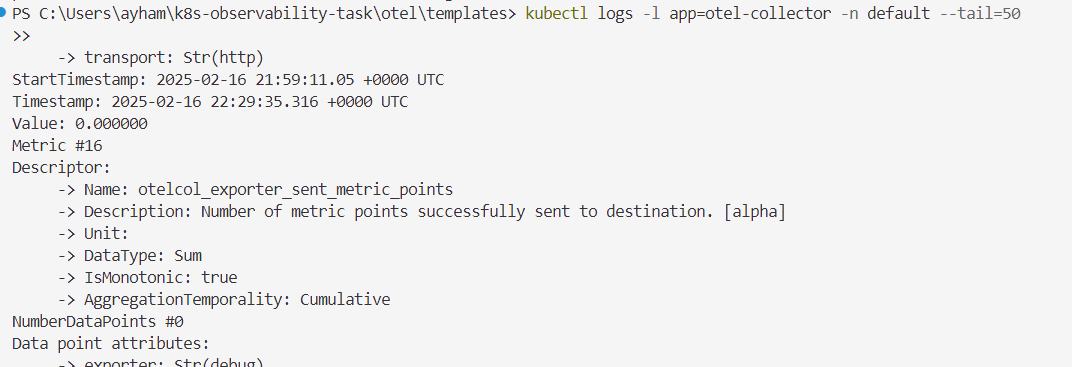 PS C:\Users\ayham\k8s-observability-task\otel\templates> kubectl logs -l app=otel-collector -n default --tail=50
>>
-> transport: Str(http)
StartTimestamp: 2025-02-16 21:59:11.05 +0000 UTC
Timestamp: 2025-02-16 22:29:35.316 +0000 UTC
Value: 0.000000
Metric #16
Descriptor:
-> Name: otelcol_exporter_sent_metric_points
-> Description: Number of metric points successfully sent to destination. [alpha]
-> Unit:
-> DataType: Sum
-> IsMonotonic: true
-> AggregationTemporality: Cumulative
NumberDataPoints #0
Data point attributes:
-> exporter: Str(debug)